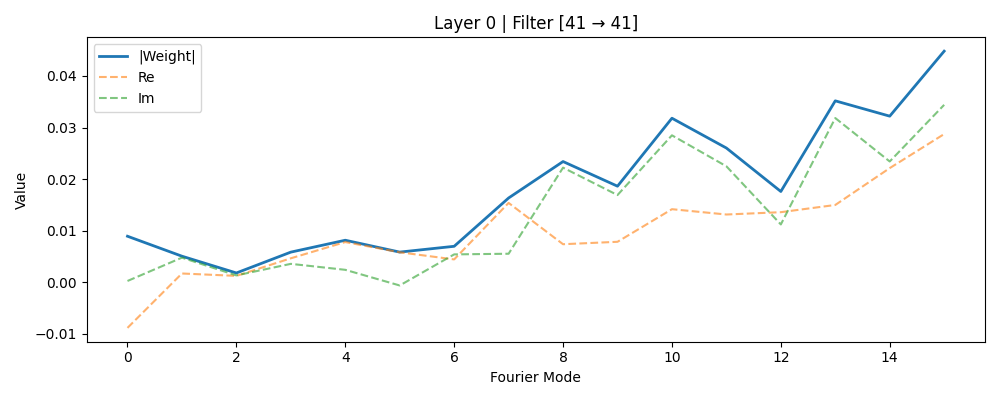 Layer 0 | Filter [41 → 41]
|Weight|
Re
Im
Value
0.04
0.03
0.02
0.01
0.00
−0.01
0 2 4 6 8 10 12 14
Fourier Mode